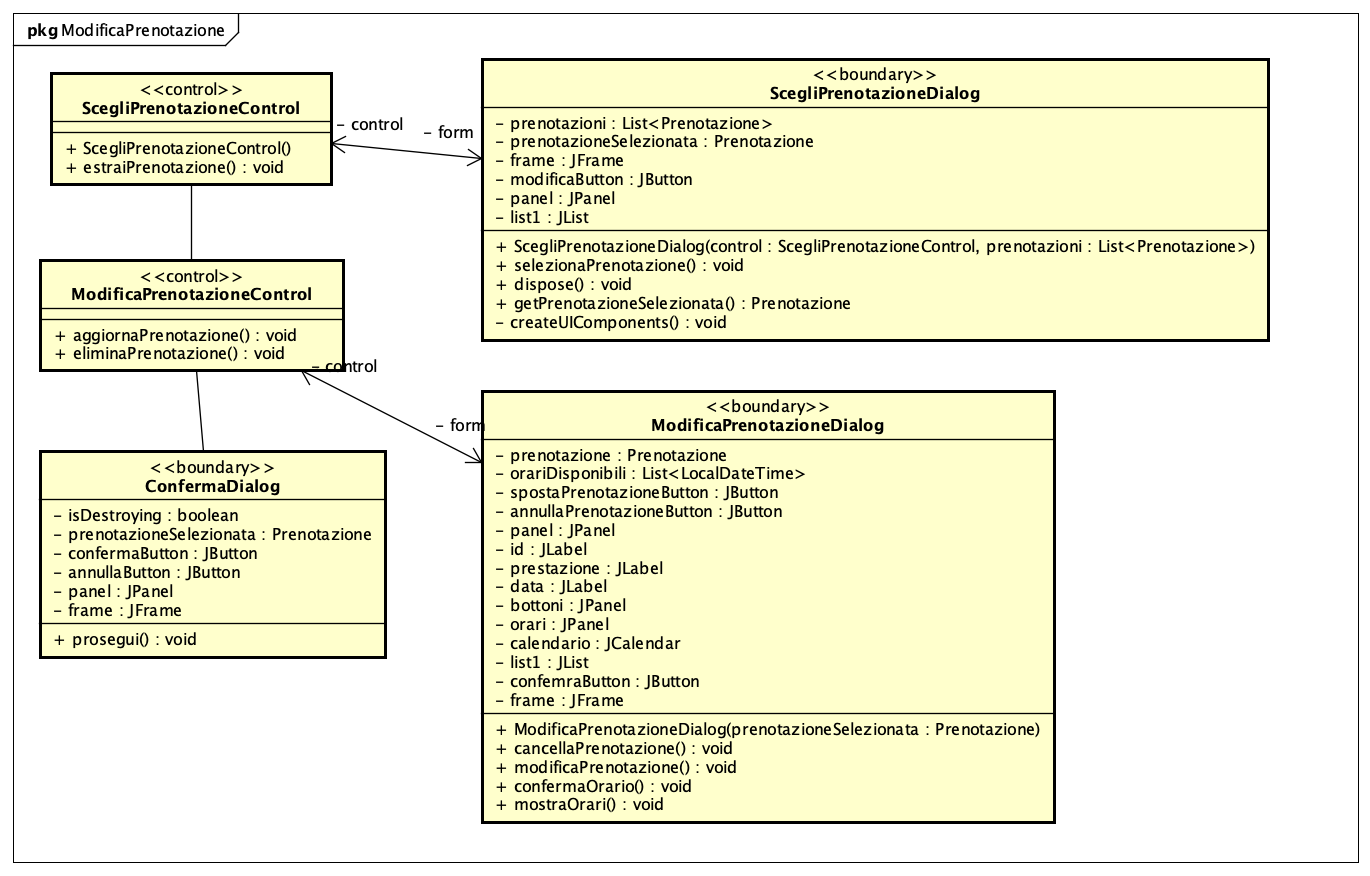 pkg ModificaPrenotazione
<<control>>
ScegliPrenotazioneControl
+ ScegliPrenotazioneControl()
+ estraiPrenotazione() : void
- control
- form
<<boundary>>
ScegliPrenotazioneDialog
- prenotazioni : List<Prenotazione>
- prenotazioneSelezionata : Prenotazione
- frame : JFrame
- modificaButton : JButton
- panel : JPanel
- list1 : JList
+ ScegliPrenotazioneDialog(control : ScegliPrenotazioneControl, prenotazioni : List<Prenotazione>)
+ selezionaPrenotazione() : void
+ dispose() : void
+ getPrenotazioneSelezionata() : Prenotazione
- createUIComponents() : void
<<control>>
ModificaPrenotazioneControl
+ aggiornaPrenotazione() : void
+ eliminaPrenotazione() : void
- control
- form
<<boundary>>
ModificaPrenotazioneDialog
- prenotazione : Prenotazione
- orariDisponibili : List<LocalDateTime>
- spostaPrenotazioneButton : JButton
- annullaPrenotazioneButton : JButton
- panel : JPanel
- id : JLabel
- prestazione : JLabel
- data : JLabel
- bottoni : JPanel
- orari : JPanel
- calendario : JCalendar
- list1 : JList
- confemraButton : JButton
- frame : JFrame
+ ModificaPrenotazioneDialog(prenotazioneSelezionata : Prenotazione)
+ cancellaPrenotazione() : void
+ modificaPrenotazione() : void
+ confermaOrario() : void
+ mostraOrari() : void
<<boundary>>
ConfermaDialog
- isDestroying : boolean
- prenotazioneSelezionata : Prenotazione
- confermaButton : JButton
- annullaButton : JButton
- panel : JPanel
- frame : JFrame
+ prosegui() : void